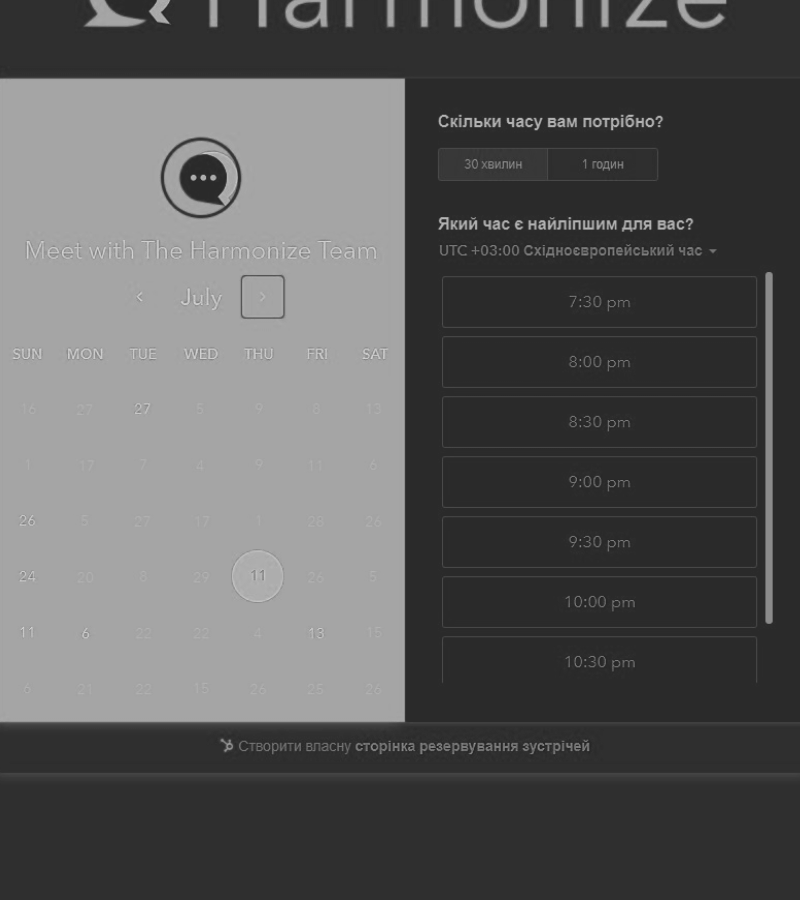 Harmonize
Meet with The Harmonize Team
July
SUN MON TUE WED THU FRI SAT
16 27 27 5 9 6 13
1 17 7 4 9 11 6
26 5 27 17 1 28 26
24 20 8 29 11 26 5
11 6 22 22 4 13 15
6 21 22 15 26 25 26
Скільки часу вам потрібно?
30 хвилин 1 годин
Який час є найліпшим для вас?
UTC +03:00 Східноєвропейський час
7:30 pm
8:00 pm
8:30 pm
9:00 pm
9:30 pm
10:00 pm
10:30 pm
Створити власну сторінка резервування зустрічей